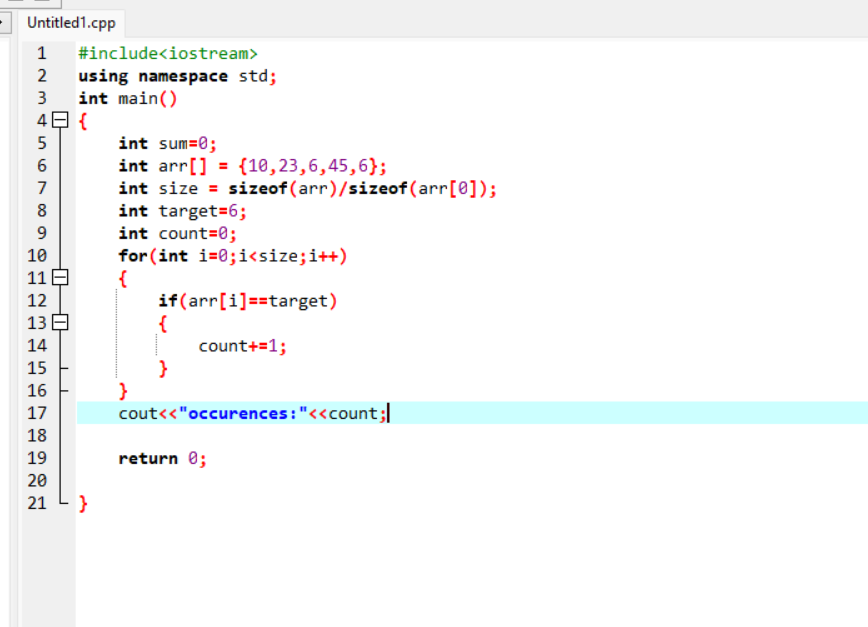 Untitled1.cpp
1 #include<iostream>
2 using namespace std;
3 int main()
4 {
5     int sum=0;
6     int arr[] = {10,23,6,45,6};
7     int size = sizeof(arr)/sizeof(arr[0]);
8     int target=6;
9     int count=0;
10     for(int i=0;i<size;i++)
11     {
12         if(arr[i]==target)
13         {
14             count+=1;
15         }
16     }
17     cout<<"occurences:"<<count;
18
19     return 0;
20
21 }